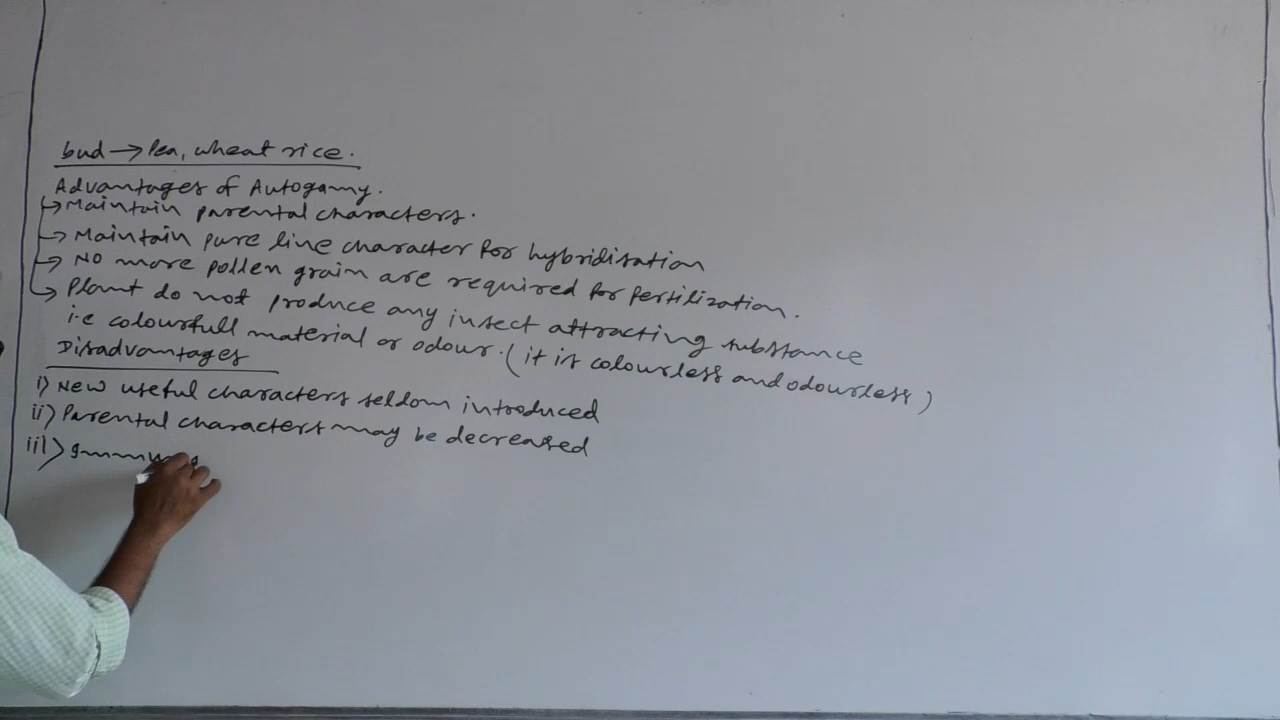 bud → Pea, wheat rice.
Advantages of Autogamy.
→ Maintain parental characters.
→ Maintain pure line character for hybridisation
→ No more pollen grain are required for fertilization.
→ Plant do not produce any insect attracting substance
i.e colourfull material or odour. (it is colourless and odourless)
Disadvantages
i) New useful characters seldom introduced
ii) Parental characters may be decreased
iii)